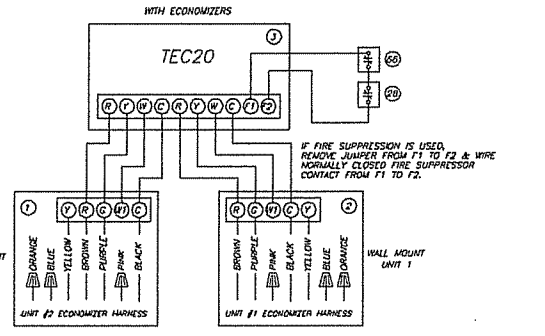 WITH ECONOMIZERS
3
TEC20
56
R Y W C R Y W C F1 F2
28
IF FIRE SUPPRESSION IS USED,
REMOVE JUMPER FROM F1 TO F2 & WIRE
NORMALLY CLOSED FIRE SUPPRESSOR
CONTACT FROM F1 TO F2.
1
Y R G W1 C
R G W1 C Y
2
ORANGE BLUE YELLOW BROWN PURPLE PINK BLACK
BROWN PURPLE PINK BLACK YELLOW BLUE ORANGE
WALL MOUNT
UNIT 1
UNIT #2 ECONOMIZER HARNESS
UNIT #1 ECONOMIZER HARNESS